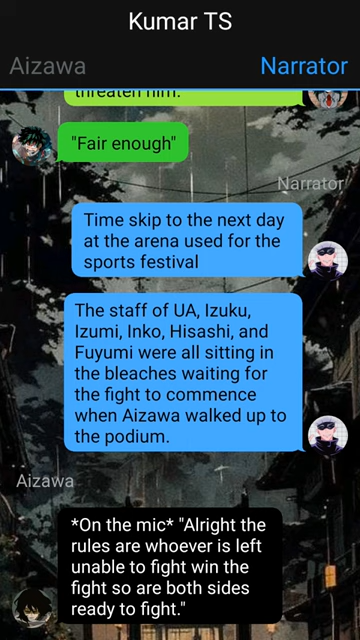 Kumar TS
Aizawa
Narrator
threaten him.
"Fair enough"
Narrator
Time skip to the next day
at the arena used for the
sports festival
The staff of UA, Izuku,
Izumi, Inko, Hisashi, and
Fuyumi were all sitting in
the bleaches waiting for
the fight to commence
when Aizawa walked up to
the podium.
Aizawa
*On the mic* "Alright the
rules are whoever is left
unable to fight win the
fight so are both sides
ready to fight."